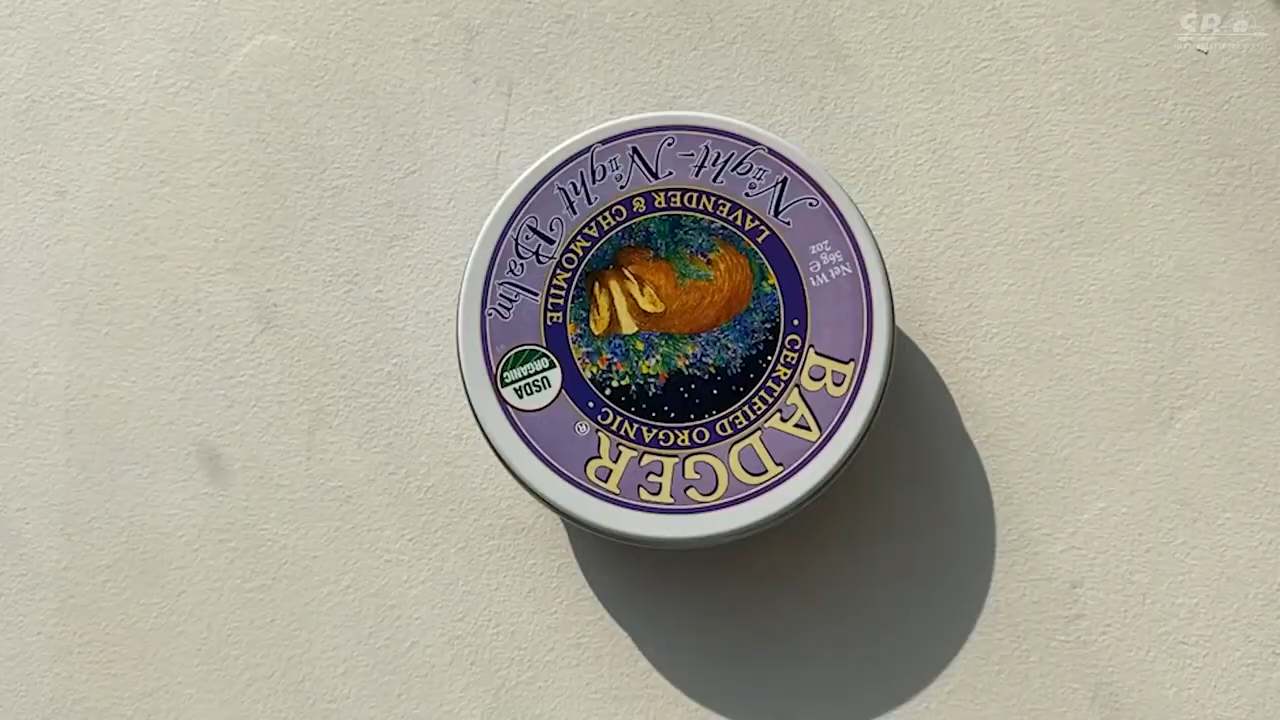 BADGER®
CERTIFIED ORGANIC
LAVENDER & CHAMOMILE
Night-Night Balm
Net Wt
56g e
2oz
USDA
ORGANIC